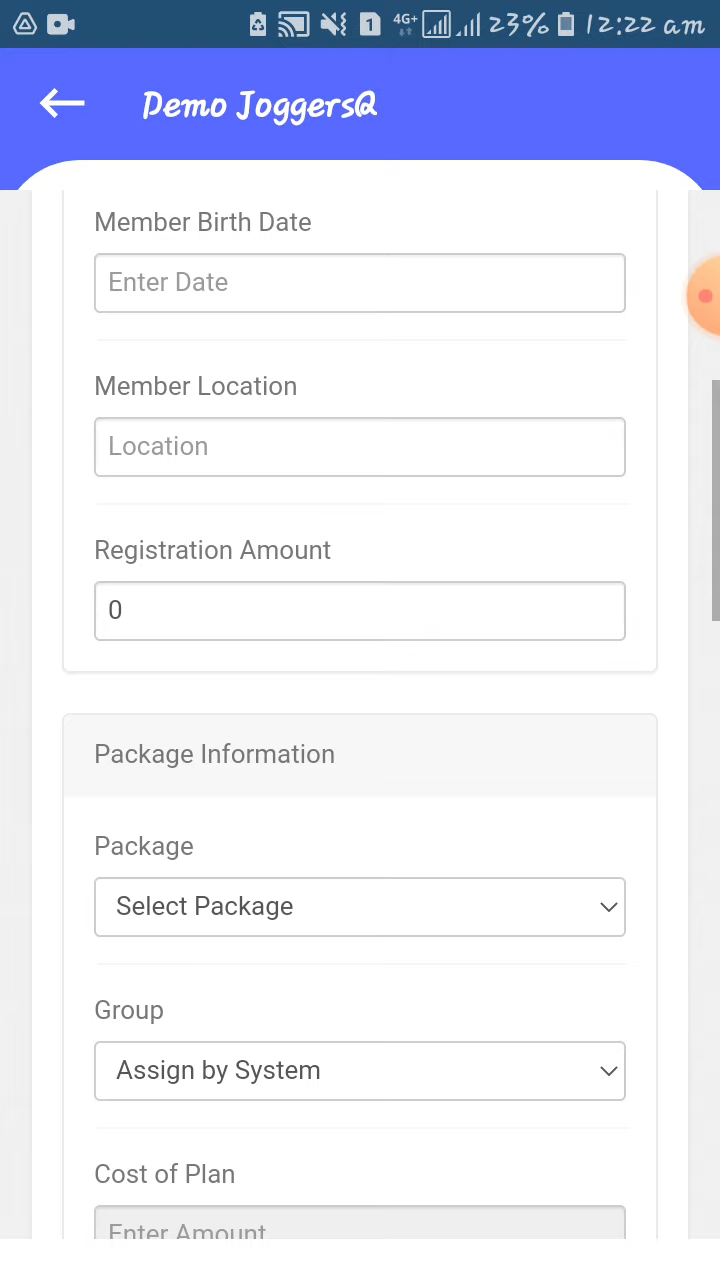 1 4G+ 23% 12:22 am
Demo JoggersQ
Member Birth Date
Enter Date
Member Location
Location
Registration Amount
0
Package Information
Package
Select Package
Group
Assign by System
Cost of Plan
Enter Amount